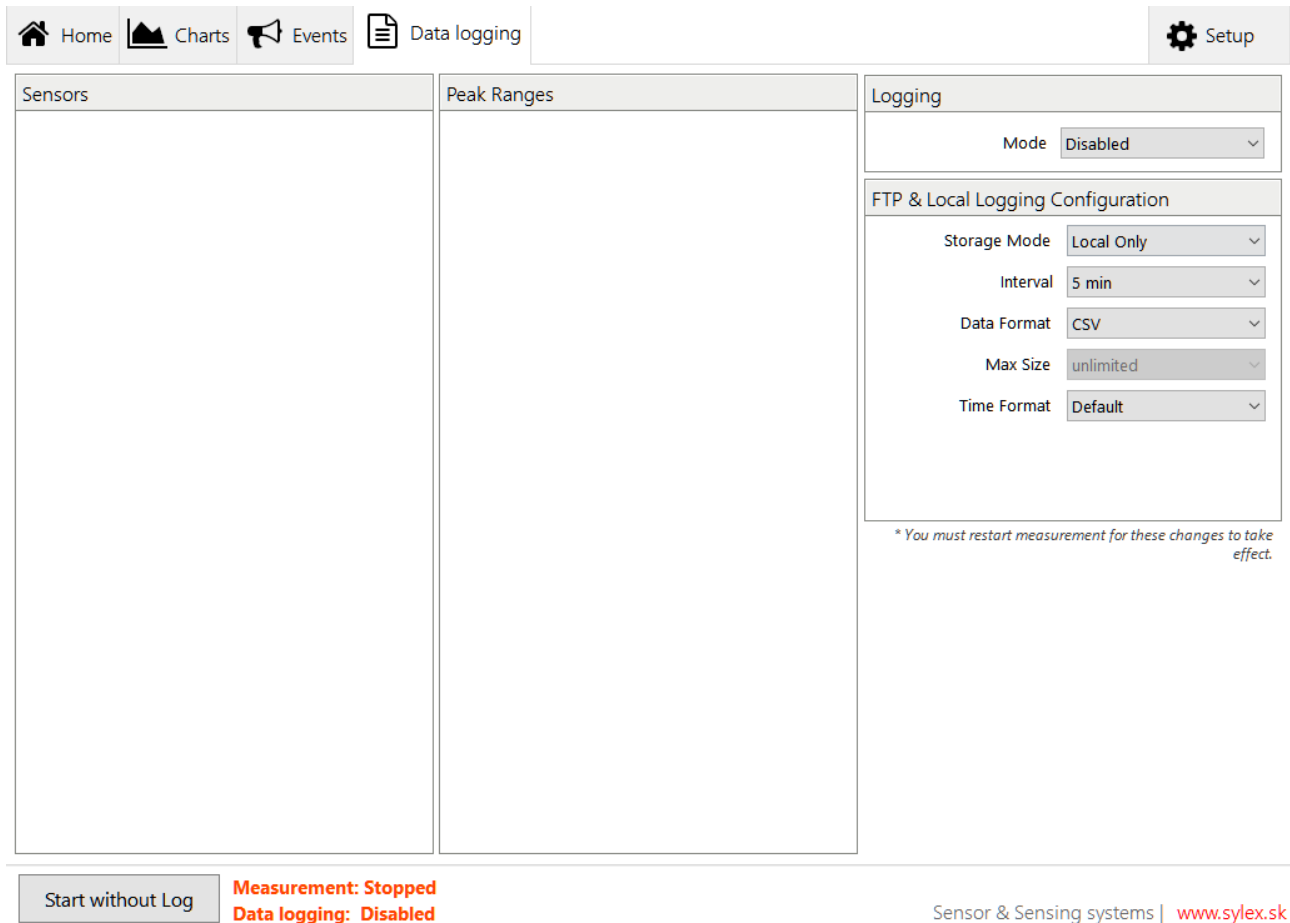 Home Charts Events Data logging Setup
Sensors
Peak Ranges
Logging
Mode Disabled
FTP & Local Logging Configuration
Storage Mode Local Only
Interval 5 min
Data Format CSV
Max Size unlimited
Time Format Default
* You must restart measurement for these changes to take
effect.
Start without Log
Measurement: Stopped
Data logging: Disabled
Sensor & Sensing systems | www.sylex.sk